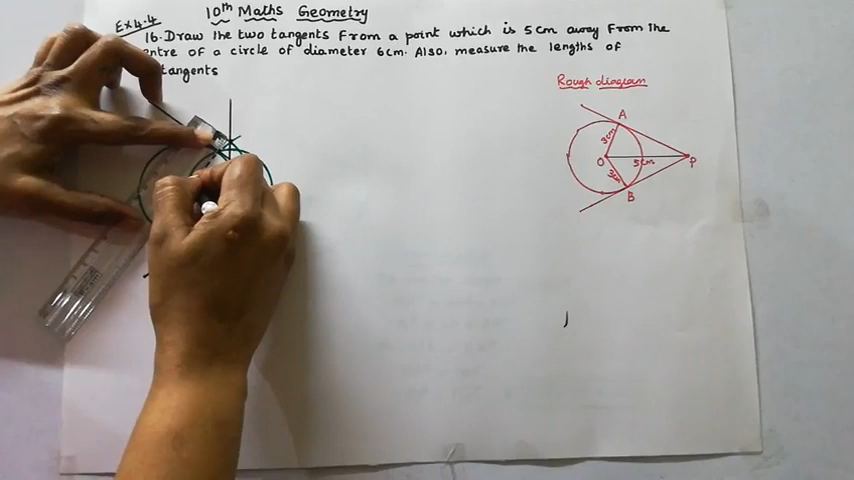 10th Maths Geometry
Ex 4.4
16. Draw the two tangents from a point which is 5cm away from the
entre of a circle of diameter 6cm. Also, measure the lengths of
tangents
Rough diagram
A
3cm
O
5cm
P
3cm
B